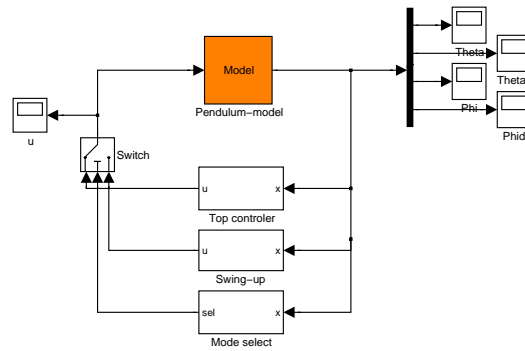 Model
Pendulum-model
Theta
Theta
Phi
Phid
u
Switch
u x
Top controler
u x
Swing-up
sel x
Mode select